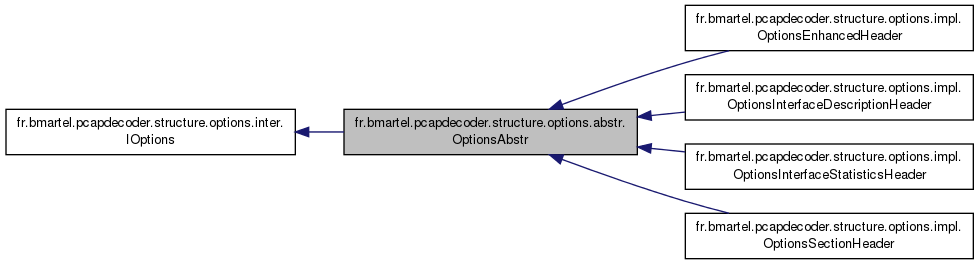 fr.bmartel.pcapdecoder.structure.options.inter.
IOptions
fr.bmartel.pcapdecoder.structure.options.abstr.
OptionsAbstr
fr.bmartel.pcapdecoder.structure.options.impl.
OptionsEnhancedHeader
fr.bmartel.pcapdecoder.structure.options.impl.
OptionsInterfaceDescriptionHeader
fr.bmartel.pcapdecoder.structure.options.impl.
OptionsInterfaceStatisticsHeader
fr.bmartel.pcapdecoder.structure.options.impl.
OptionsSectionHeader